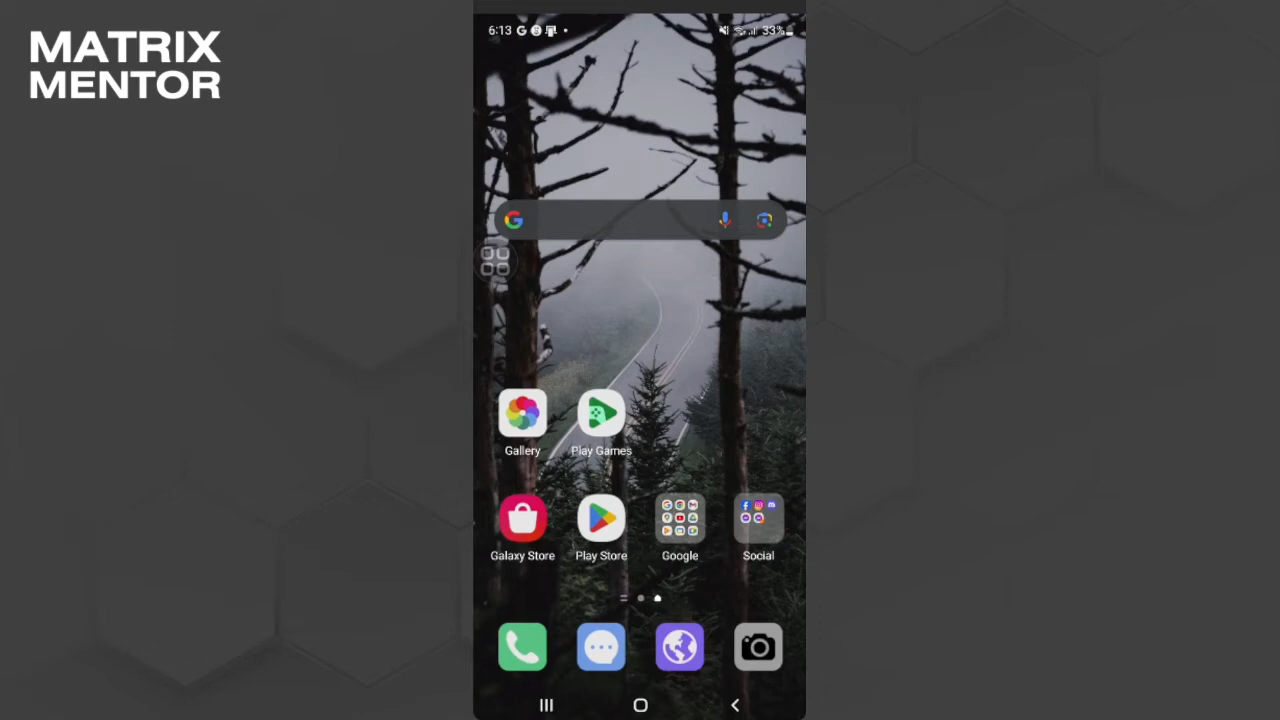 MATRIX
MENTOR
6:13
33%
Gallery
Play Games
Galaxy Store
Play Store
Google
Social